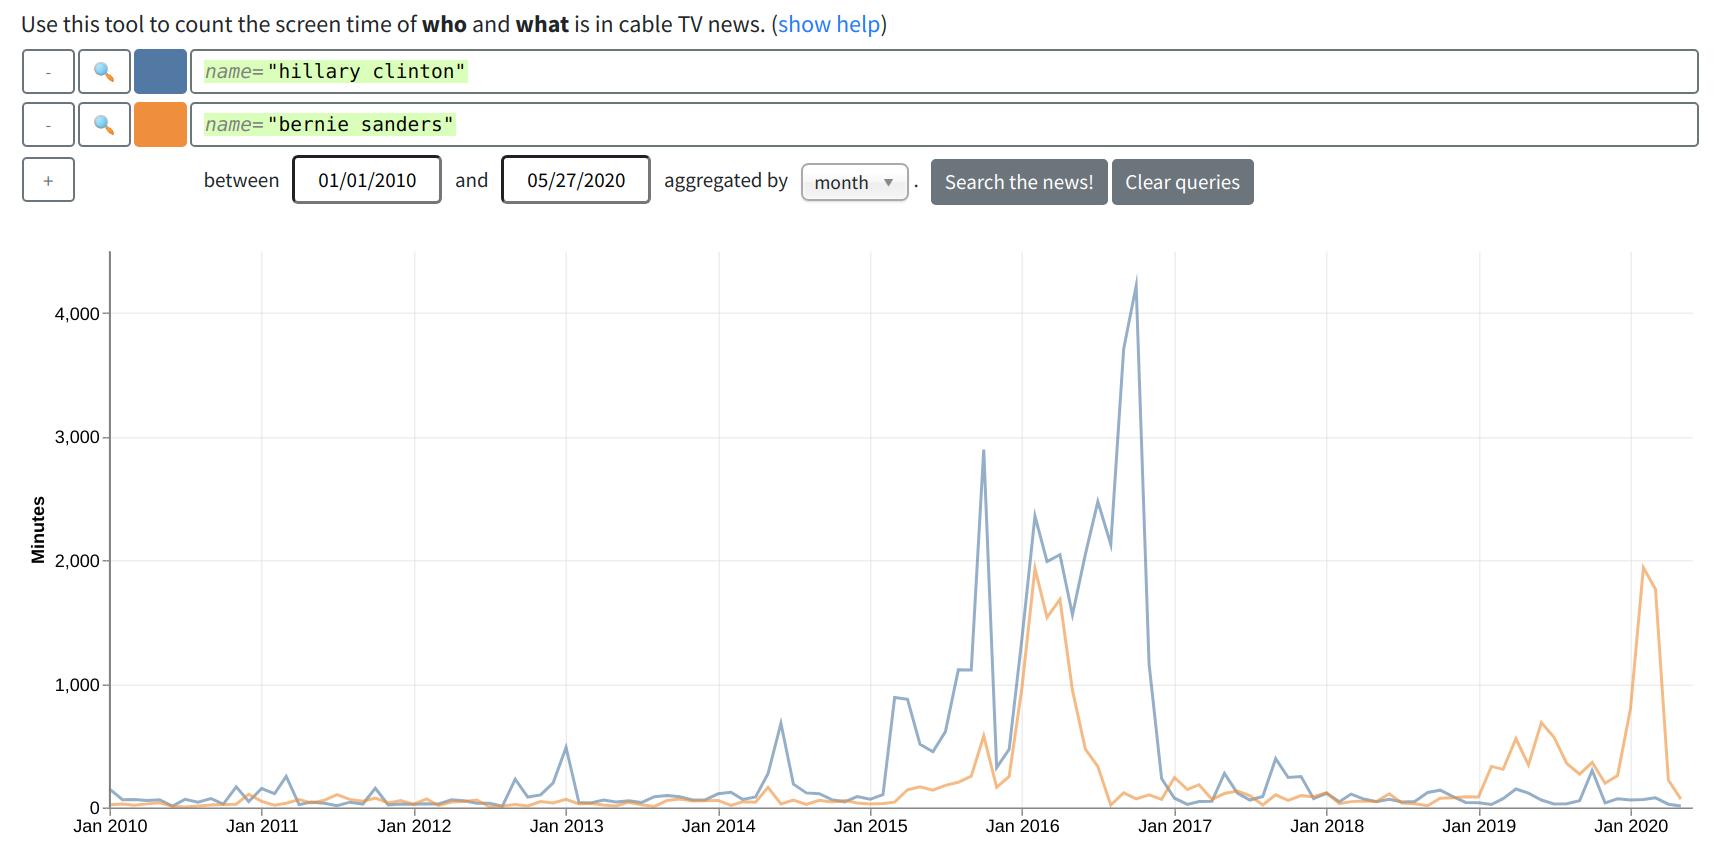 Use this tool to count the screen time of who and what is in cable TV news. (show help)
- name="hillary clinton"
- name="bernie sanders"
+ between 01/01/2010 and 05/27/2020 aggregated by month . Search the news! Clear queries
4,000
3,000
2,000
1,000
0
Minutes
Jan 2010 Jan 2011 Jan 2012 Jan 2013 Jan 2014 Jan 2015 Jan 2016 Jan 2017 Jan 2018 Jan 2019 Jan 2020